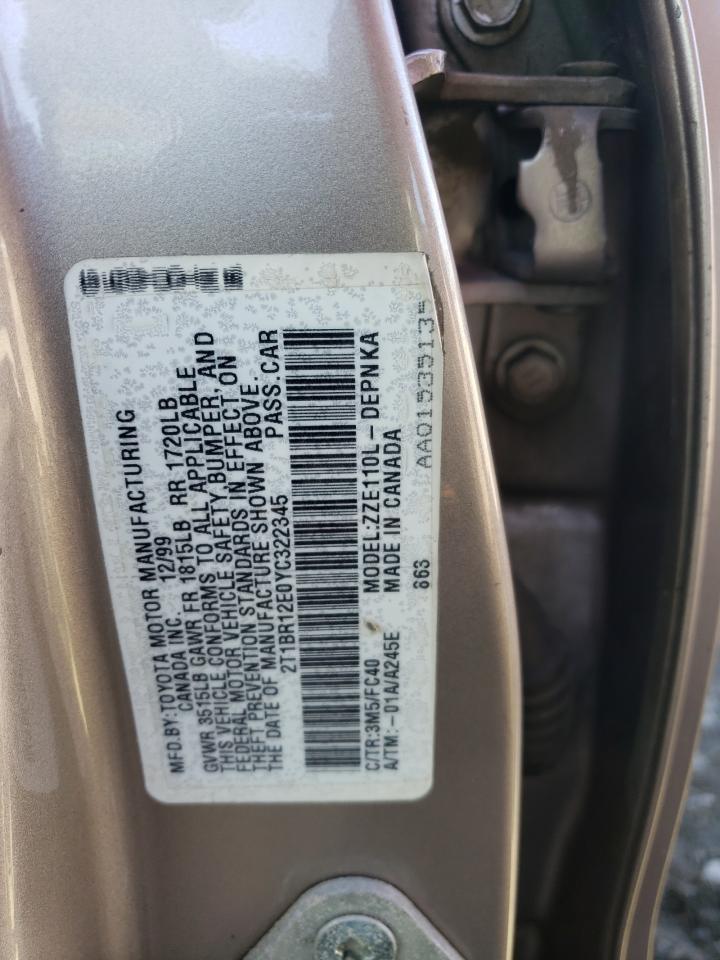 MFD.BY:TOYOTA MOTOR MANUFACTURING
CANADA INC. 12/99
GVWR 3515LB GAWR FR 1815LB RR 1720LB
THIS VEHICLE CONFORMS TO ALL APPLICABLE
FEDERAL MOTOR VEHICLE SAFETY, BUMPER, AND
THEFT PREVENTION STANDARDS IN EFFECT ON
THE DATE OF MANUFACTURE SHOWN ABOVE.
2T1BR12E0YC322345 PASS.CAR
C/TR:3M5/FC40 MODEL:ZZE110L-DEPNKA
A/TM:-01A/A245E MADE IN CANADA
863 AA01535135